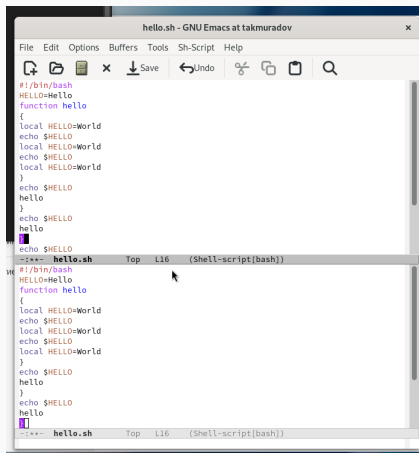 hello.sh - GNU Emacs at takmuradov
File Edit Options Buffers Tools Sh-Script Help
Save Undo
#!/bin/bash
HELLO=Hello
function hello
{
local HELLO=World
echo $HELLO
local HELLO=World
echo $HELLO
local HELLO=World
}
echo $HELLO
hello
}
echo $HELLO
hello
}
echo $HELLO
-:**- hello.sh Top L16 (Shell-script[bash])
#!/bin/bash
HELLO=Hello
function hello
{
local HELLO=World
echo $HELLO
local HELLO=World
echo $HELLO
local HELLO=World
}
echo $HELLO
hello
}
echo $HELLO
hello
}
-:**- hello.sh Top L16 (Shell-script[bash])